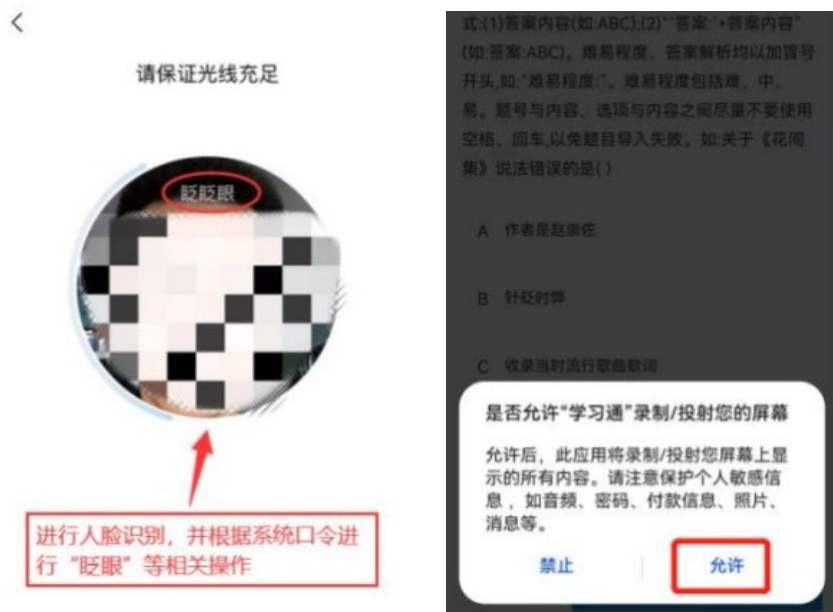 请保证光线充足
眨眨眼
进行人脸识别，并根据系统口令进
行“眨眼”等相关操作
式:(1)答案内容(如:ABC);(2)"'答案:'+答案内容"
(如:答案:ABC)。难易程度、答案解析均以加冒号
开头,如:"难易程度:"。难易程度包括难、中、
易。题号与内容、选项与内容之间尽量不要使用
空格、回车,以免题目导入失败。如:关于《花间
集》说法错误的是( )
A 作者是赵崇佐
B 针砭时弊
C 收录当时流行歌曲歌词
是否允许“学习通”录制/投射您的屏幕
允许后，此应用将录制/投射您屏幕上显
示的所有内容。请注意保护个人敏感信
息，如音频、密码、付款信息、照片、
消息等。
禁止
允许